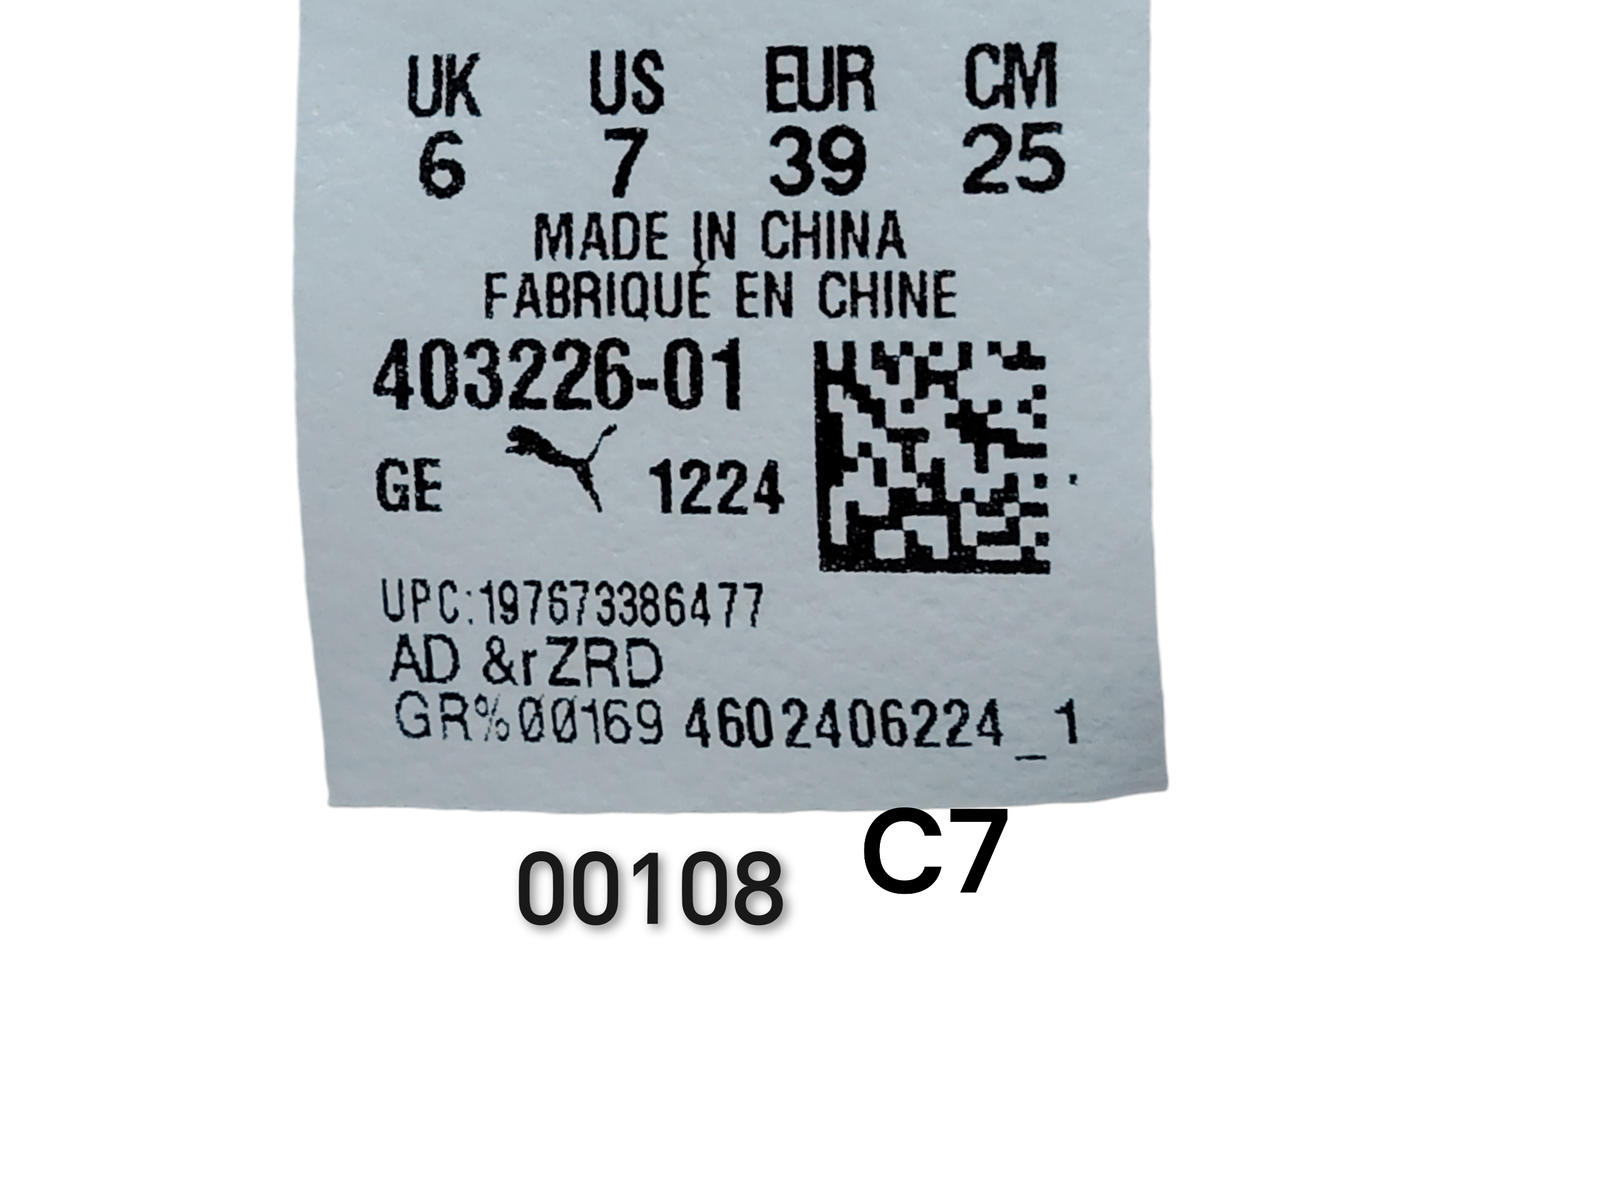 UK US EUR CM
6 7 39 25
MADE IN CHINA
FABRIQUÉ EN CHINE
403226-01
GE 1224
UPC:197673386477
AD &rZRD
GR%00169 4602406224_1
C7
00108